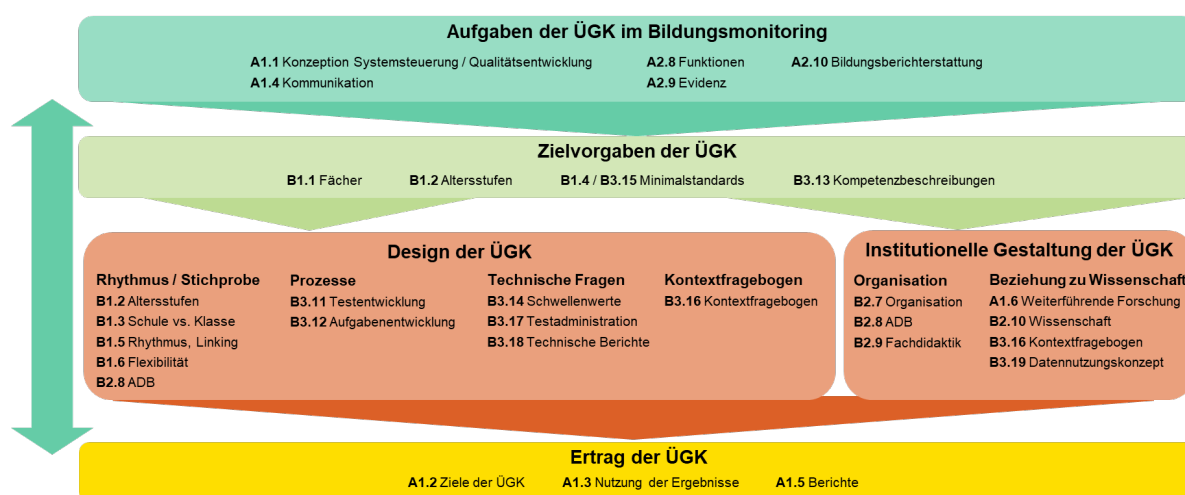 Aufgaben der ÜGK im Bildungsmonitoring
A1.1 Konzeption Systemsteuerung / Qualitätsentwicklung
A1.4 Kommunikation
A2.8 Funktionen
A2.9 Evidenz
A2.10 Bildungsberichterstattung
Zielvorgaben der ÜGK
B1.1 Fächer
B1.2 Altersstufen
B1.4 / B3.15 Minimalstandards
B3.13 Kompetenzbeschreibungen
Design der ÜGK
Rhythmus / Stichprobe
B1.2 Altersstufen
B1.3 Schule vs. Klasse
B1.5 Rhythmus, Linking
B1.6 Flexibilität
B2.8 ADB
Prozesse
B3.11 Testentwicklung
B3.12 Aufgabenentwicklung
Technische Fragen
B3.14 Schwellenwerte
B3.17 Testadministration
B3.18 Technische Berichte
Kontextfragebogen
B3.16 Kontextfragebogen
Institutionelle Gestaltung der ÜGK
Organisation
B2.7 Organisation
B2.8 ADB
B2.9 Fachdidaktik
Beziehung zu Wissenschaft
A1.6 Weiterführende Forschung
B2.10 Wissenschaft
B3.16 Kontextfragebogen
B3.19 Datennutzungskonzept
Ertrag der ÜGK
A1.2 Ziele der ÜGK
A1.3 Nutzung der Ergebnisse
A1.5 Berichte